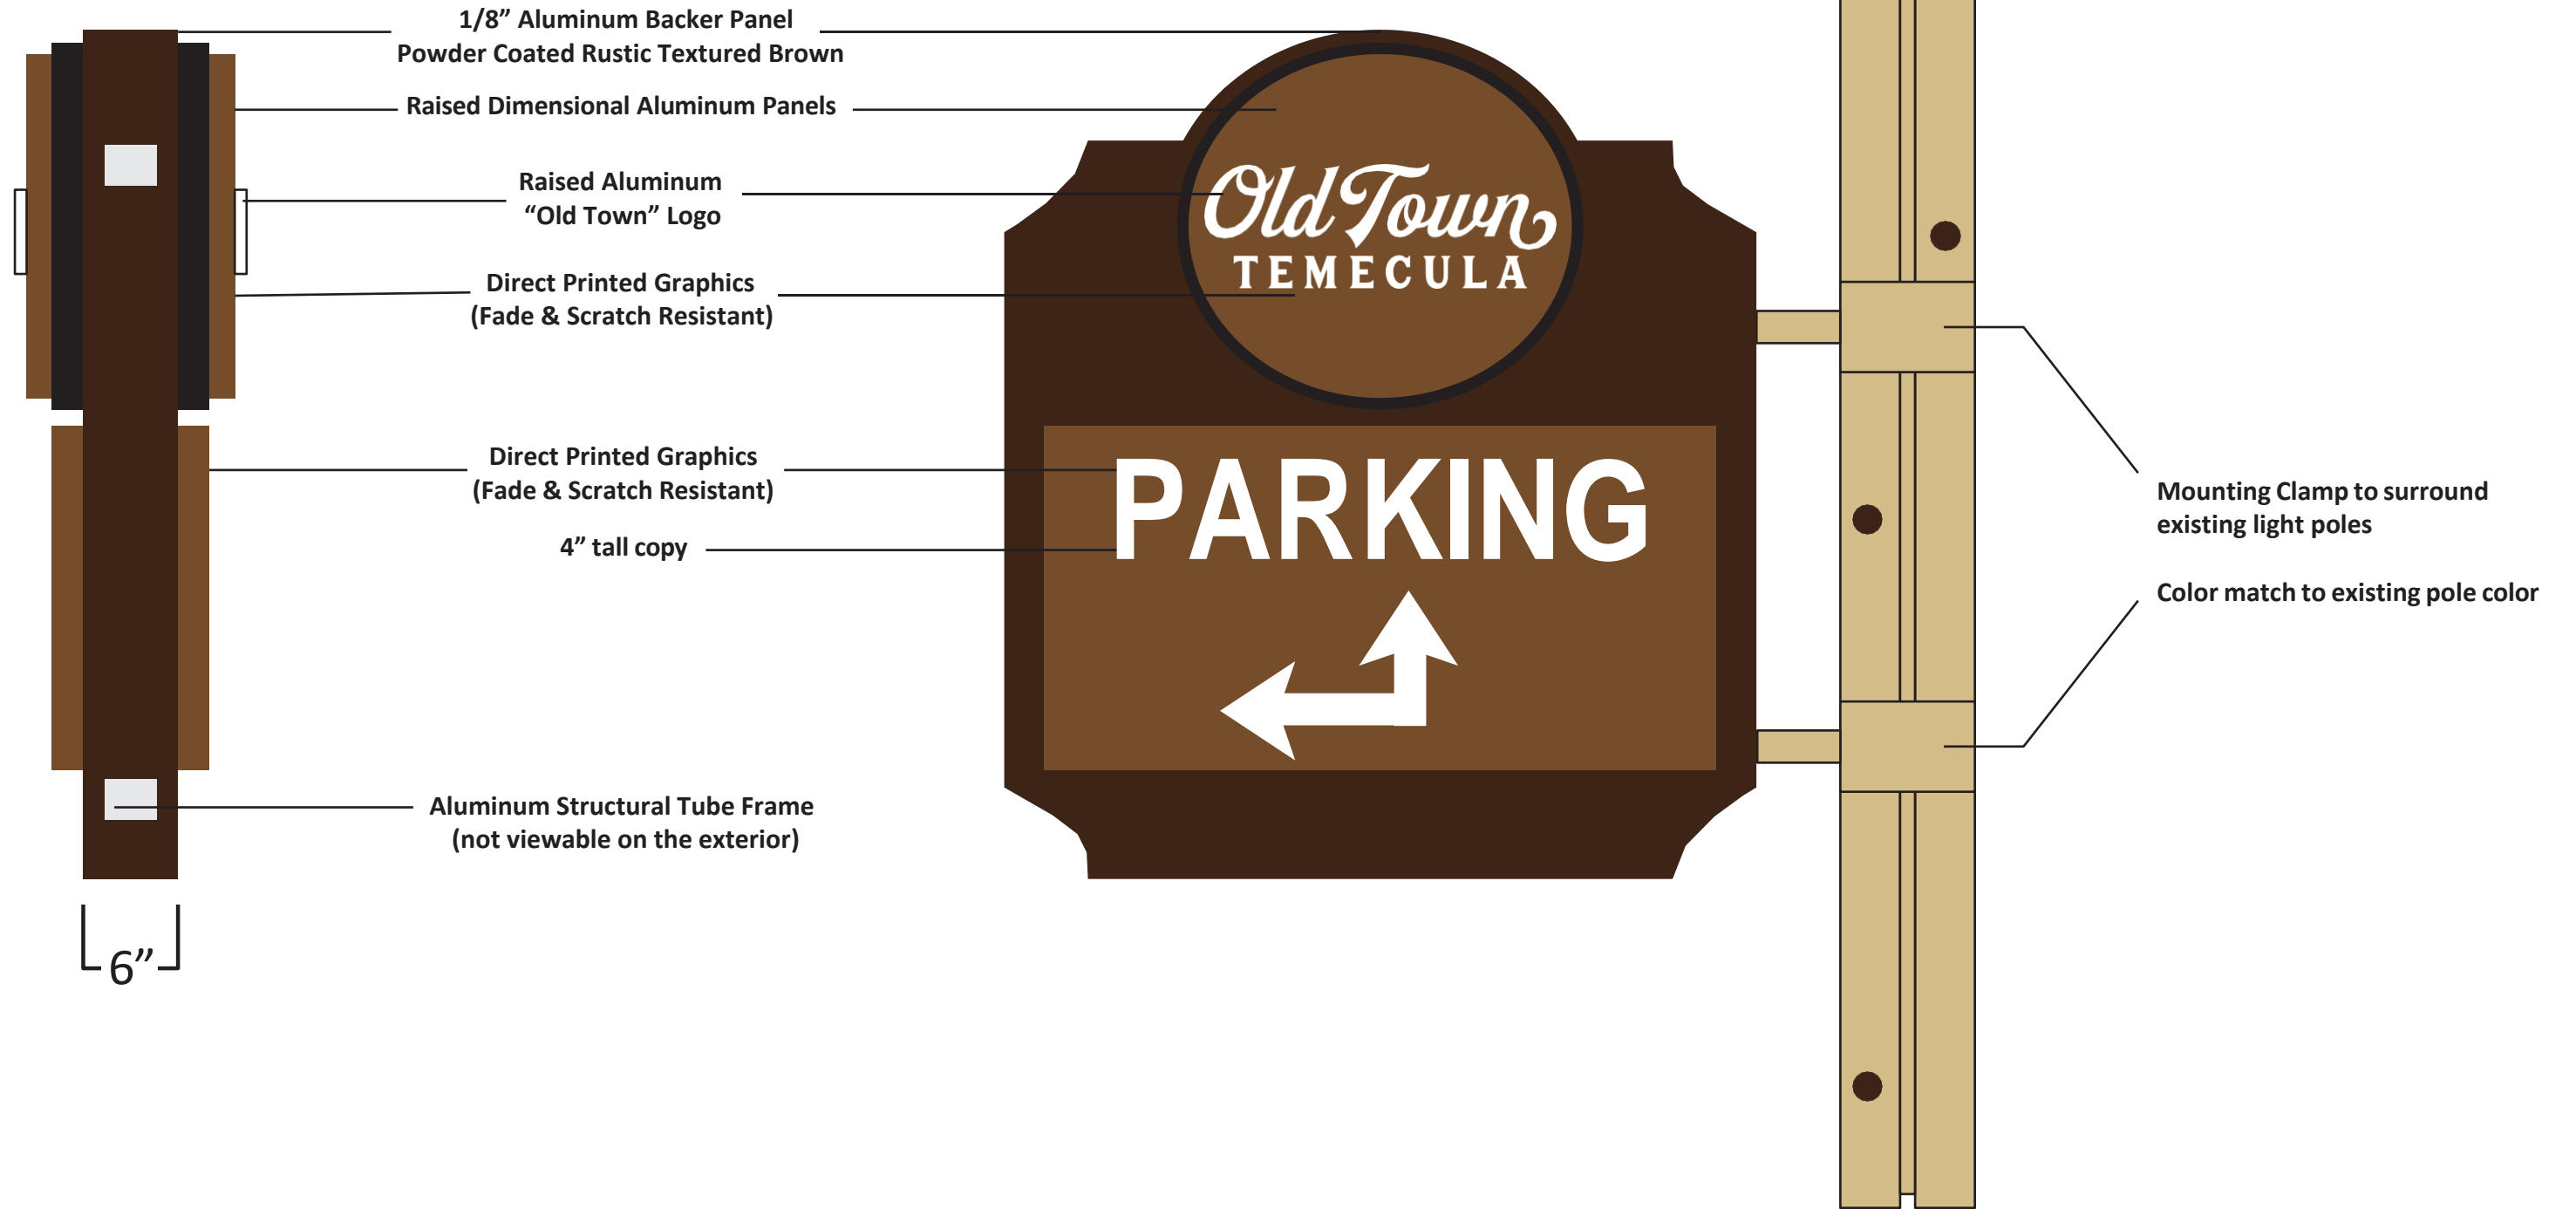 1/8” Aluminum Backer Panel
Powder Coated Rustic Textured Brown
Raised Dimensional Aluminum Panels
Raised Aluminum
“Old Town” Logo
Direct Printed Graphics
(Fade & Scratch Resistant)
Direct Printed Graphics
(Fade & Scratch Resistant)
4” tall copy
Aluminum Structural Tube Frame
(not viewable on the exterior)
6”
Old Town
TEMECULA
PARKING
Mounting Clamp to surround
existing light poles
Color match to existing pole color